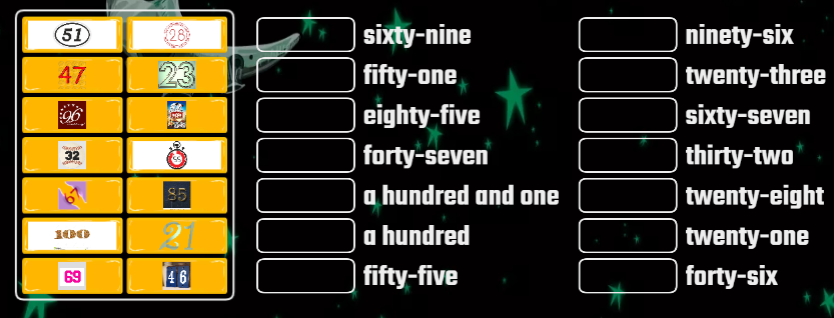 51 28
47 23
96
32 55
67 85
100 21
69 46
sixty-nine
fifty-one
eighty-five
forty-seven
a hundred and one
a hundred
fifty-five
ninety-six
twenty-three
sixty-seven
thirty-two
twenty-eight
twenty-one
forty-six